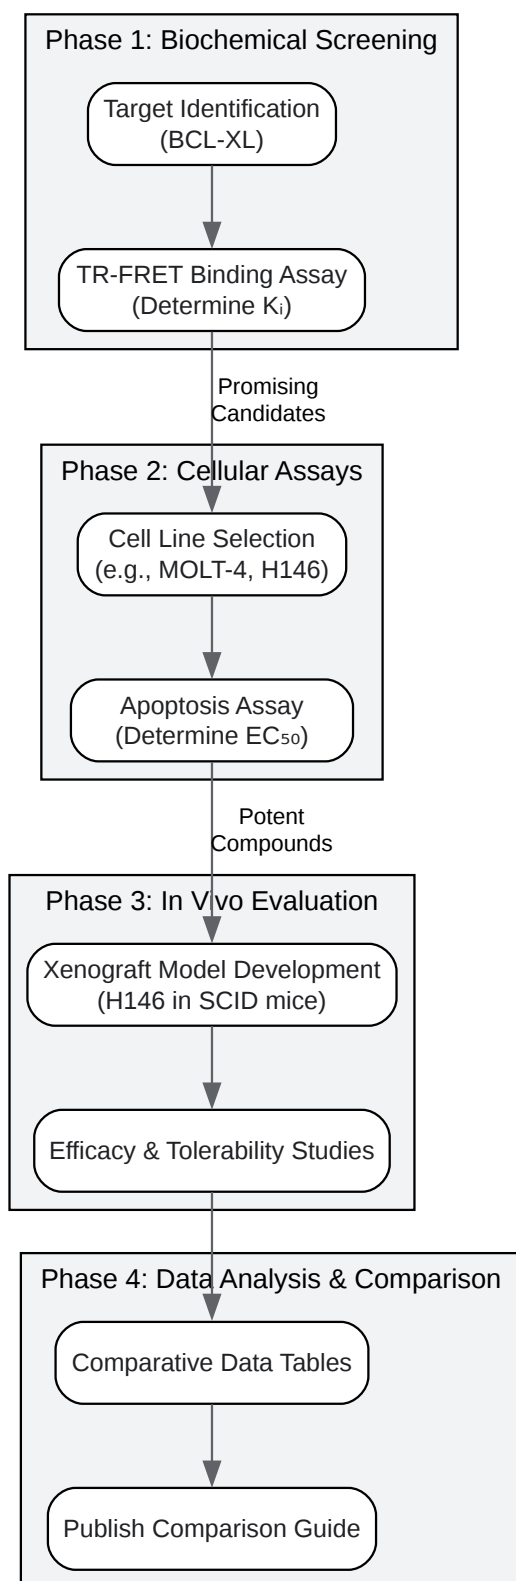 Phase 1: Biochemical Screening
Target Identification
(BCL-XL)
TR-FRET Binding Assay
(Determine Kᵢ)
Promising
Candidates
Phase 2: Cellular Assays
Cell Line Selection
(e.g., MOLT-4, H146)
Apoptosis Assay
(Determine EC₅₀)
Potent
Compounds
Phase 3: In Vivo Evaluation
Xenograft Model Development
(H146 in SCID mice)
Efficacy & Tolerability Studies
Phase 4: Data Analysis & Comparison
Comparative Data Tables
Publish Comparison Guide